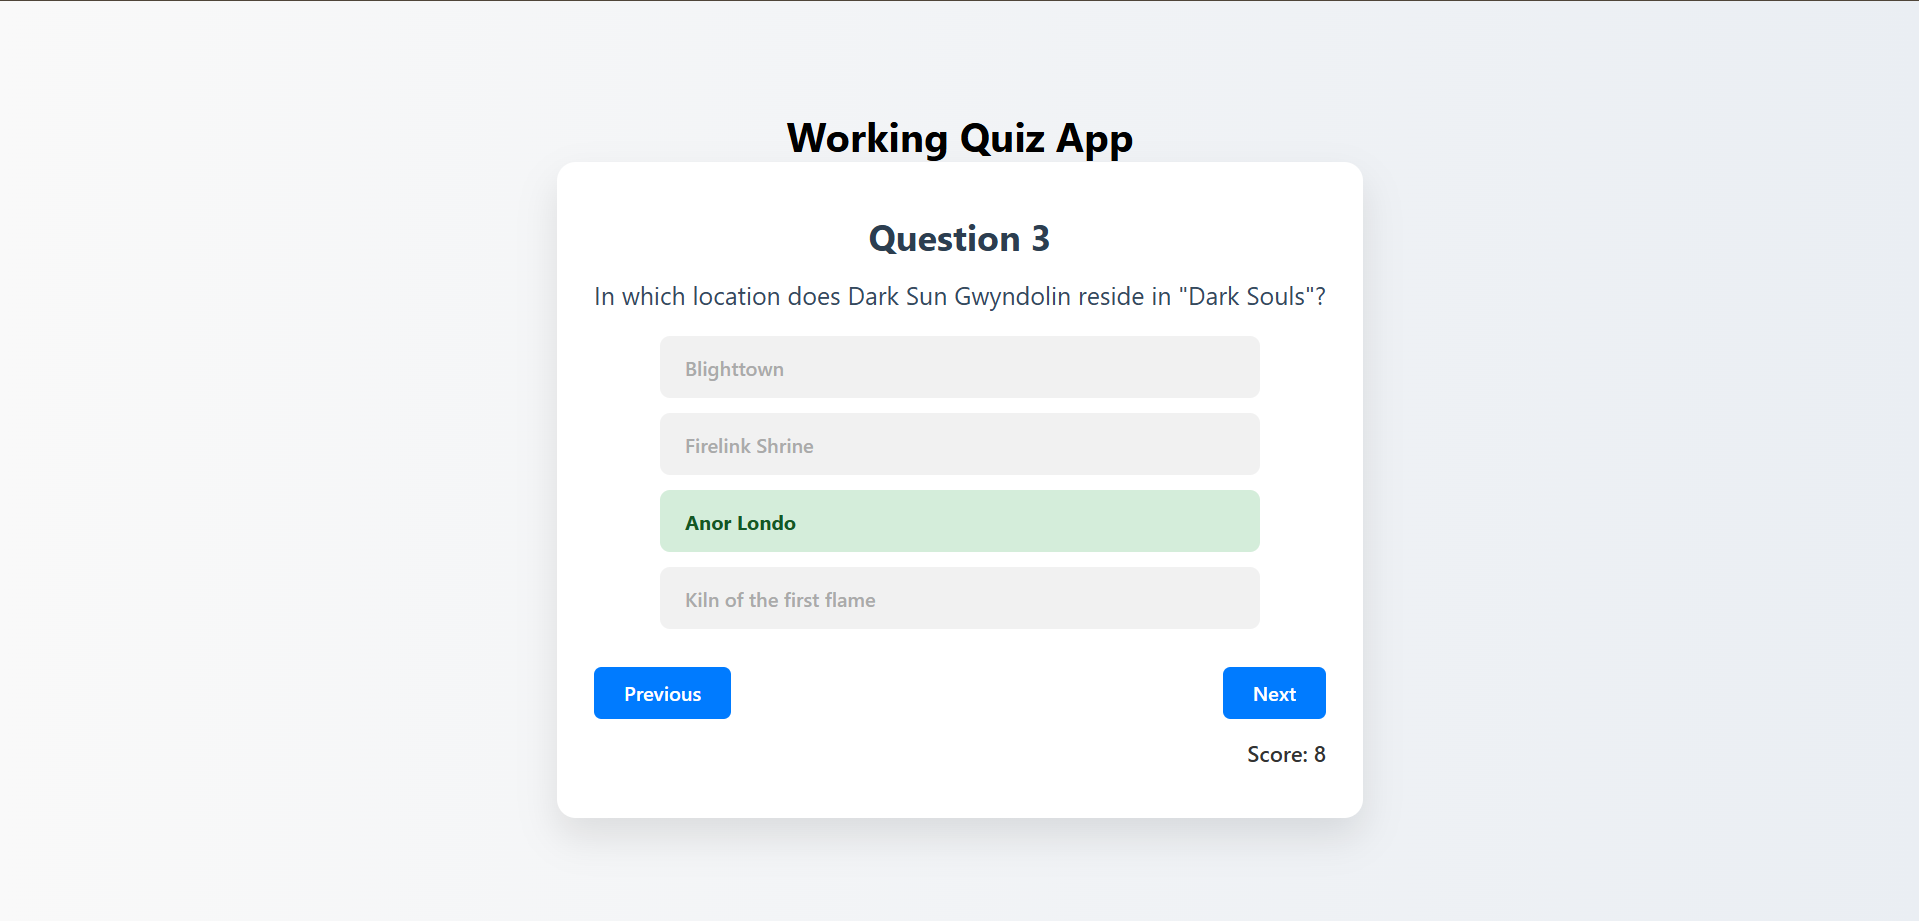 Working Quiz App
Question 3
In which location does Dark Sun Gwyndolin reside in "Dark Souls"?
Blighttown
Firelink Shrine
Anor Londo
Kiln of the first flame
Previous
Next
Score: 8